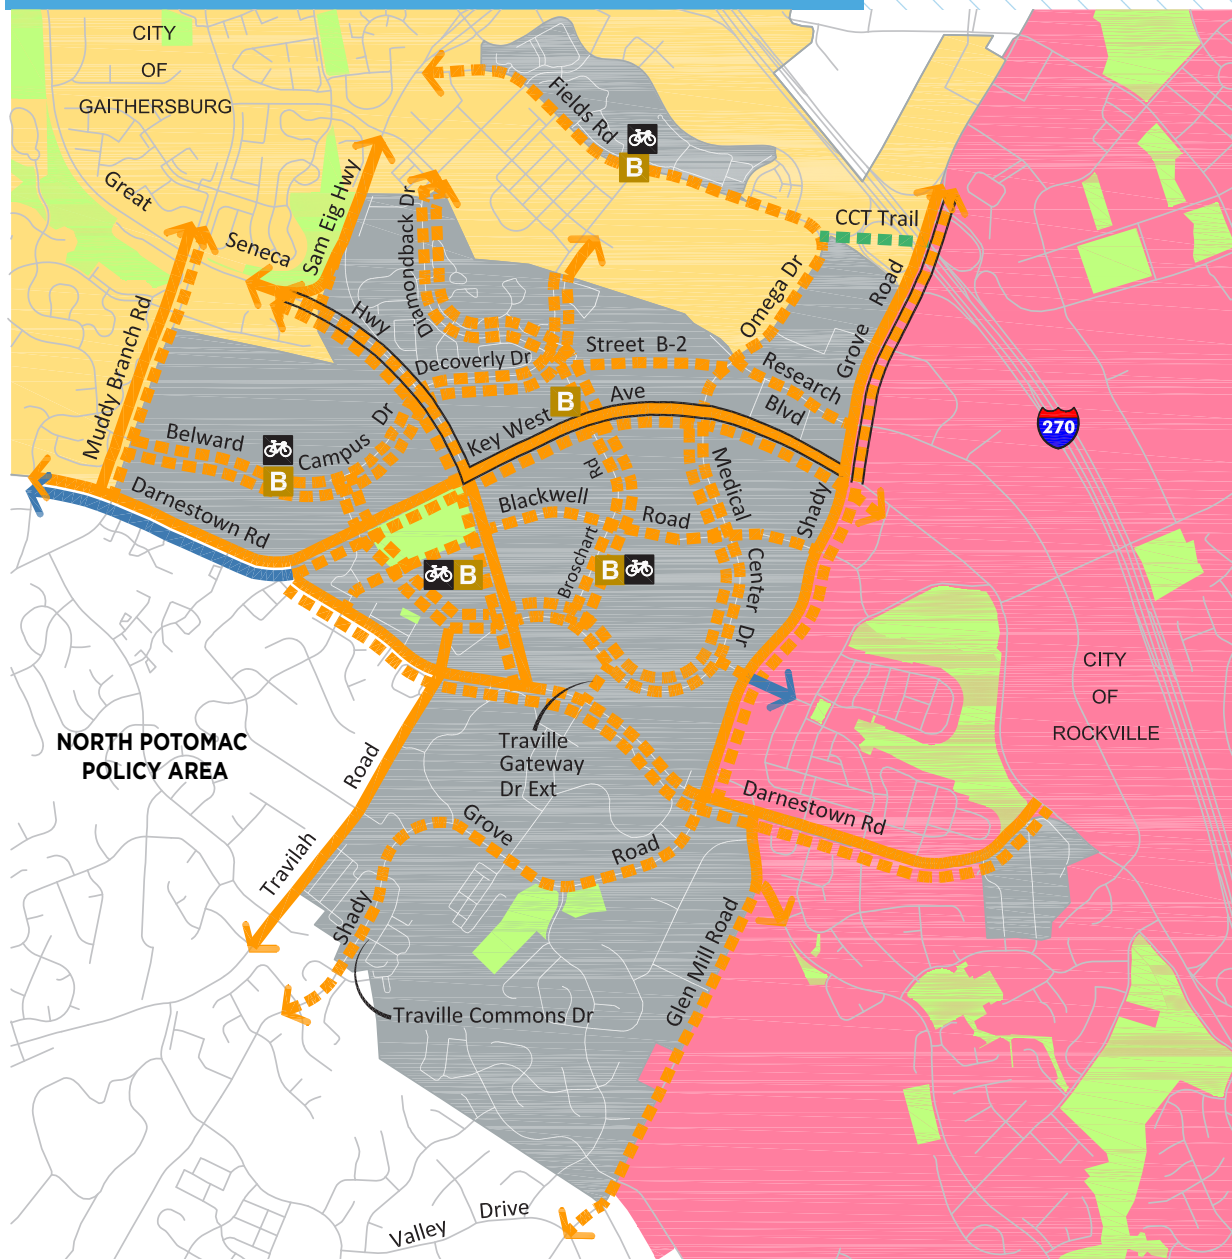 CITY
OF
GAITHERSBURG
Fields Rd
B
Great
Seneca
Hwy
Sam Eig Hwy
Diamondback Dr
CCT Trail
Omega Dr
Grove
Road
Muddy Branch Rd
Decoverly Dr
Street B-2
Research
Blvd
Key West
Ave
B
270
Belward
Campus Dr
B
Darnestown Rd
Blackwell
Road
Rd
Broschart
Medical
Center Dr
Shady
B
B
CITY
OF
ROCKVILLE
NORTH POTOMAC
POLICY AREA
Traville
Gateway
Dr Ext
Road
Travilah
Darnestown Rd
Grove
Road
Shady
Glen Mill Road
Traville Commons Dr
Valley Drive